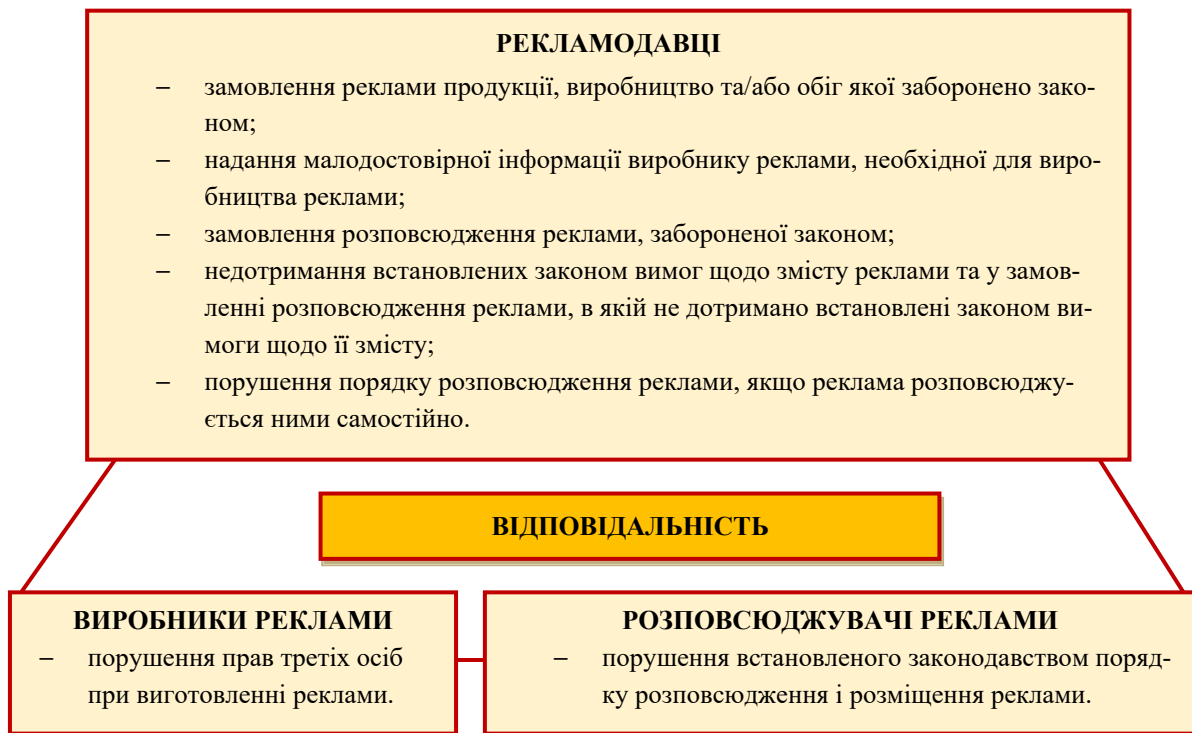 РЕКЛАМОДАВЦІ
– замовлення реклами продукції, виробництво та/або обіг якої заборонено зако-
ном;
– надання малодостовірної інформації виробнику реклами, необхідної для виро-
бництва реклами;
– замовлення розповсюдження реклами, забороненої законом;
– недотримання встановлених законом вимог щодо змісту реклами та у замов-
ленні розповсюдження реклами, в якій не дотримано встановлені законом ви-
моги щодо її змісту;
– порушення порядку розповсюдження реклами, якщо реклама розповсюджу-
ється ними самостійно.
ВІДПОВІДАЛЬНІСТЬ
ВИРОБНИКИ РЕКЛАМИ
– порушення прав третіх осіб
при виготовленні реклами.
РОЗПОВСЮДЖУВАЧІ РЕКЛАМИ
– порушення встановленого законодавством поряд-
ку розповсюдження і розміщення реклами.